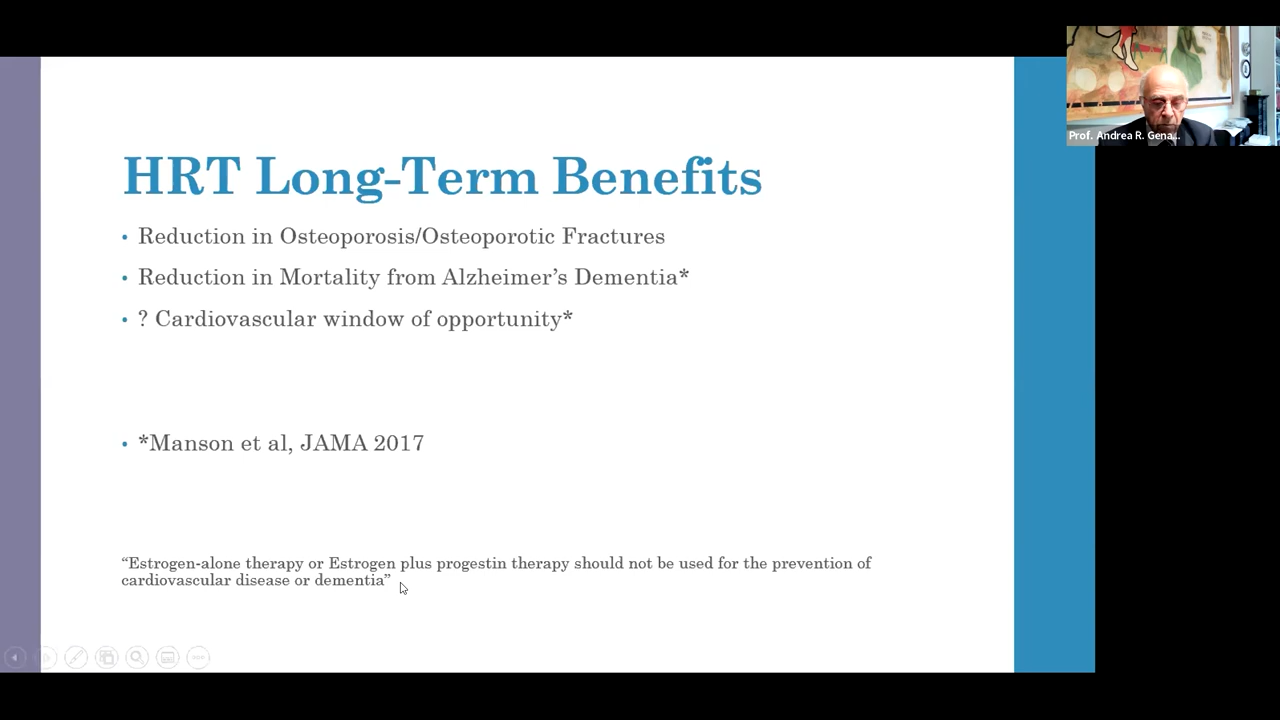 HRT Long-Term Benefits
• Reduction in Osteoporosis/Osteoporotic Fractures
• Reduction in Mortality from Alzheimer’s Dementia*
• ? Cardiovascular window of opportunity*
• *Manson et al, JAMA 2017
“Estrogen-alone therapy or Estrogen plus progestin therapy should not be used for the prevention of
cardiovascular disease or dementia”
Prof. Andrea R. Gena...